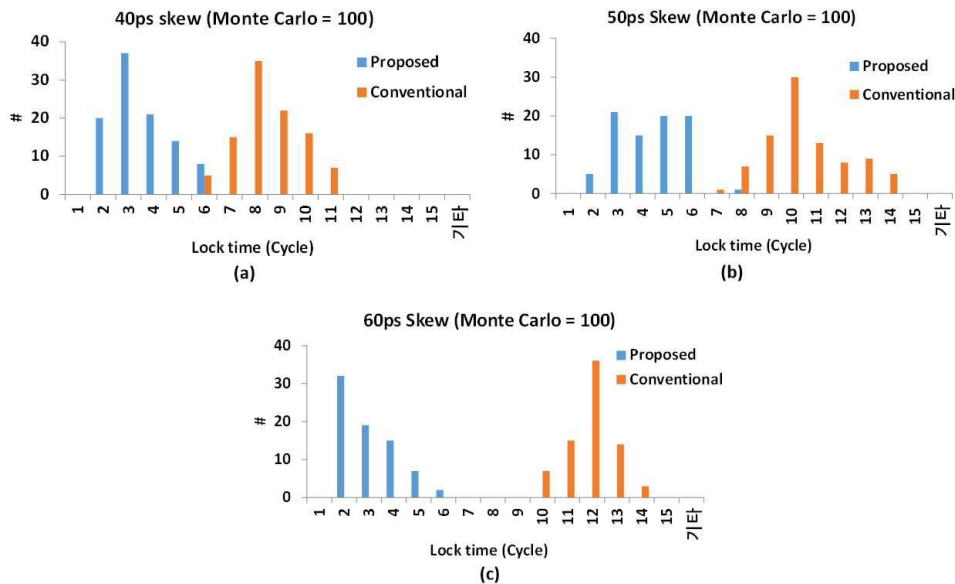 40ps skew (Monte Carlo = 100)
40
30
20
10
0
#
Proposed
Conventional
1 2 3 4 5 6 7 8 9 10 11 12 13 14 15 기타
Lock time (Cycle)
(a)
50ps Skew (Monte Carlo = 100)
40
30
20
10
0
#
Proposed
Conventional
1 2 3 4 5 6 7 8 9 10 11 12 13 14 15 기타
Lock time (Cycle)
(b)
60ps Skew (Monte Carlo = 100)
40
30
20
10
0
#
Proposed
Conventional
1 2 3 4 5 6 7 8 9 10 11 12 13 14 15 기타
Lock time (Cycle)
(c)